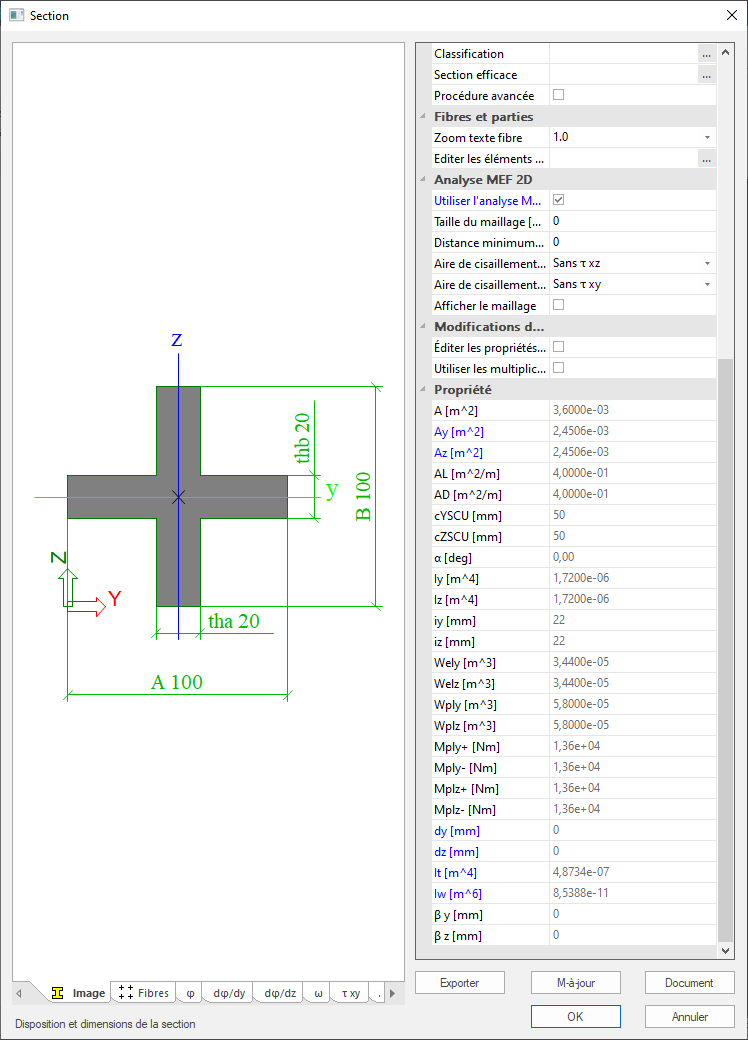 Section
Classification ...
Section efficace ...
Procédure avancée
Fibres et parties
Zoom texte fibre 1.0
Editer les éléments ... ...
Analyse MEF 2D
Utiliser l'analyse M...
Taille du maillage [... 0
Distance minimum... 0
Aire de cisaillement... Sans τ xz
Aire de cisaillement... Sans τ xy
Afficher le maillage
Modifications d...
Éditer les propriétés...
Utiliser les multiplic...
Propriété
A [m^2] 3,6000e-03
Ay [m^2] 2,4506e-03
Az [m^2] 2,4506e-03
AL [m^2/m] 4,0000e-01
AD [m^2/m] 4,0000e-01
cYSCU [mm] 50
cZSCU [mm] 50
α [deg] 0,00
Iy [m^4] 1,7200e-06
Iz [m^4] 1,7200e-06
iy [mm] 22
iz [mm] 22
Wely [m^3] 3,4400e-05
Welz [m^3] 3,4400e-05
Wply [m^3] 5,8000e-05
Wplz [m^3] 5,8000e-05
Mply+ [Nm] 1,36e+04
Mply- [Nm] 1,36e+04
Mplz+ [Nm] 1,36e+04
Mplz- [Nm] 1,36e+04
dy [mm] 0
dz [mm] 0
It [m^4] 4,8734e-07
Iw [m^6] 8,5388e-11
β y [mm] 0
β z [mm] 0
z
thb 20
y
B 100
Z
Y
tha 20
A 100
Image Fibres φ dφ/dy dφ/dz ω τ xy .
Exporter M-à-jour Document
Disposition et dimensions de la section
OK Annuler